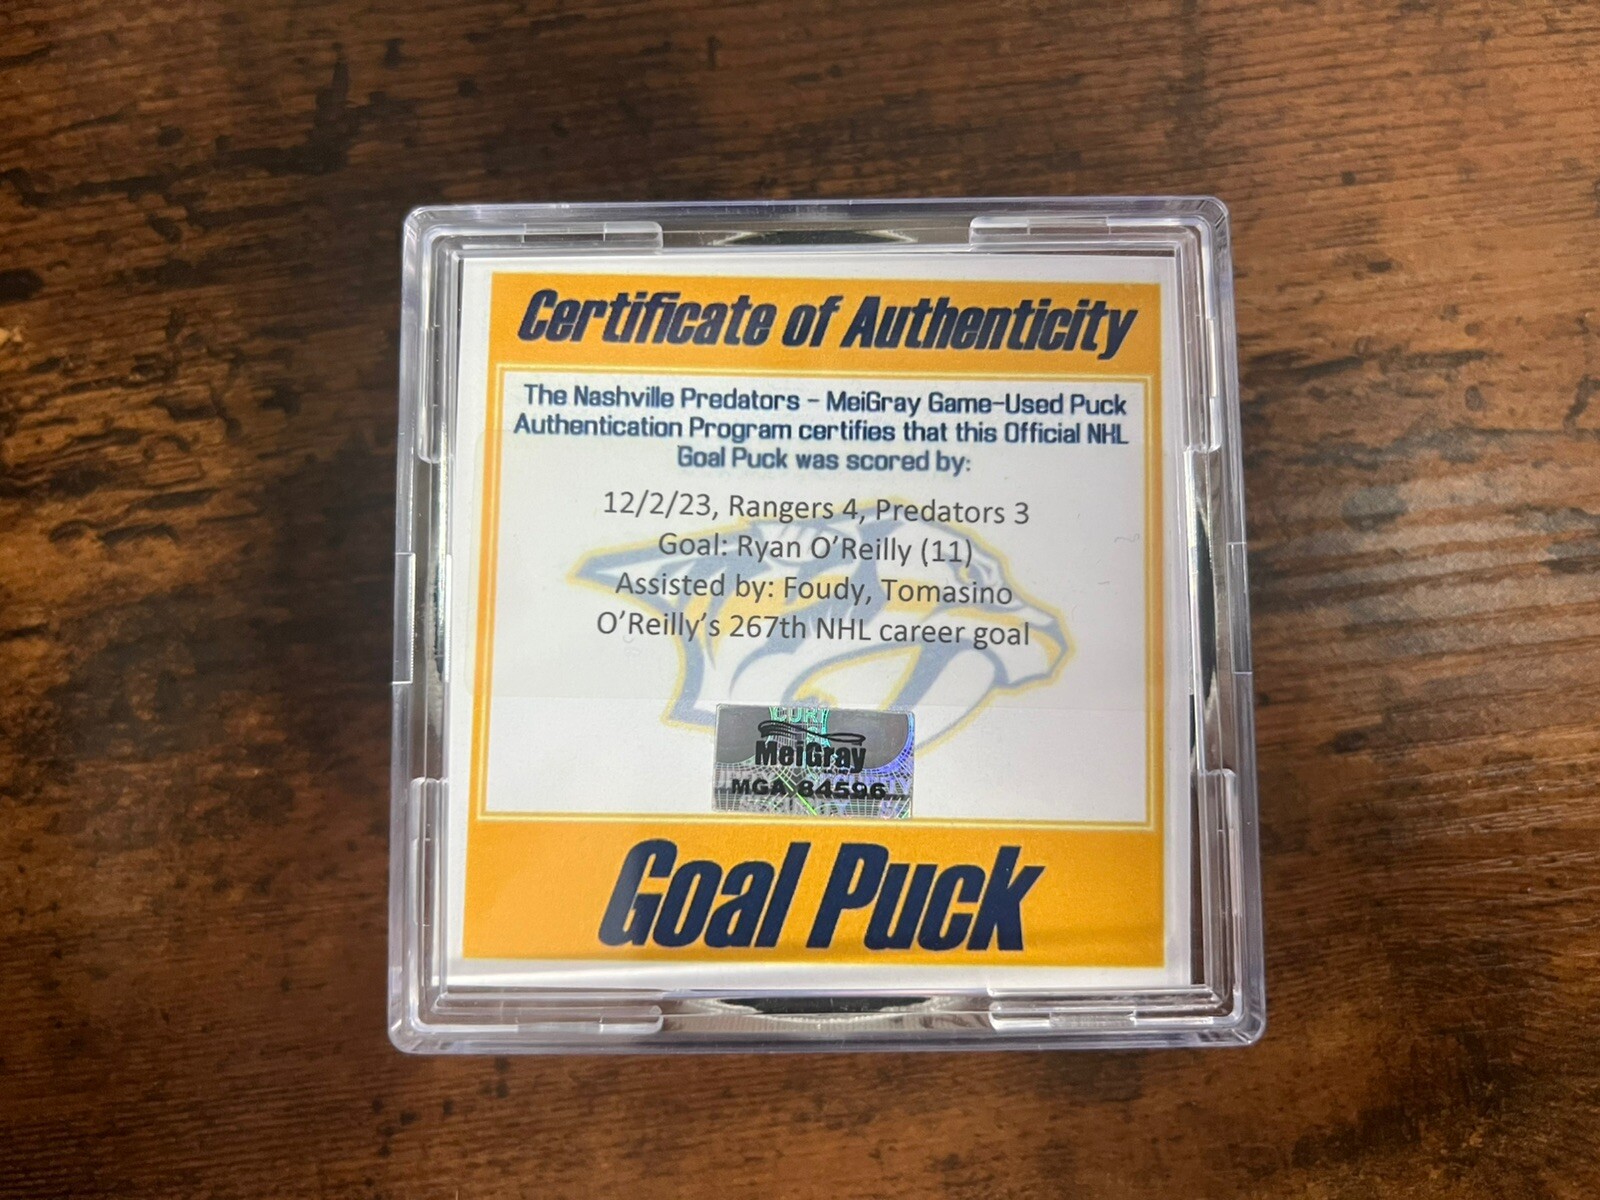 Certificate of Authenticity
The Nashville Predators - MeiGray Game-Used Puck
Authentication Program certifies that this Official NHL
Goal Puck was scored by:
12/2/23, Rangers 4, Predators 3
Goal: Ryan O'Reilly (11)
Assisted by: Foudy, Tomasino
O'Reilly's 267th NHL career goal
MeiGray
MGA 84596
Goal Puck